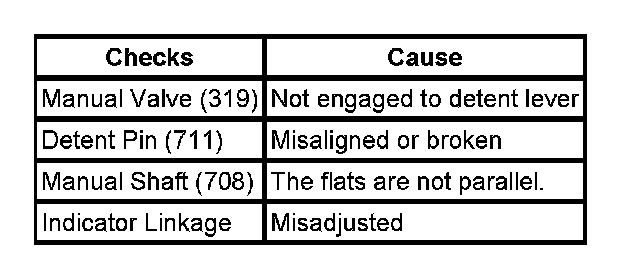 Checks Cause
Manual Valve (319) Not engaged to detent lever
Detent Pin (711) Misaligned or broken
Manual Shaft (708) The flats are not parallel.
Indicator Linkage Misadjusted